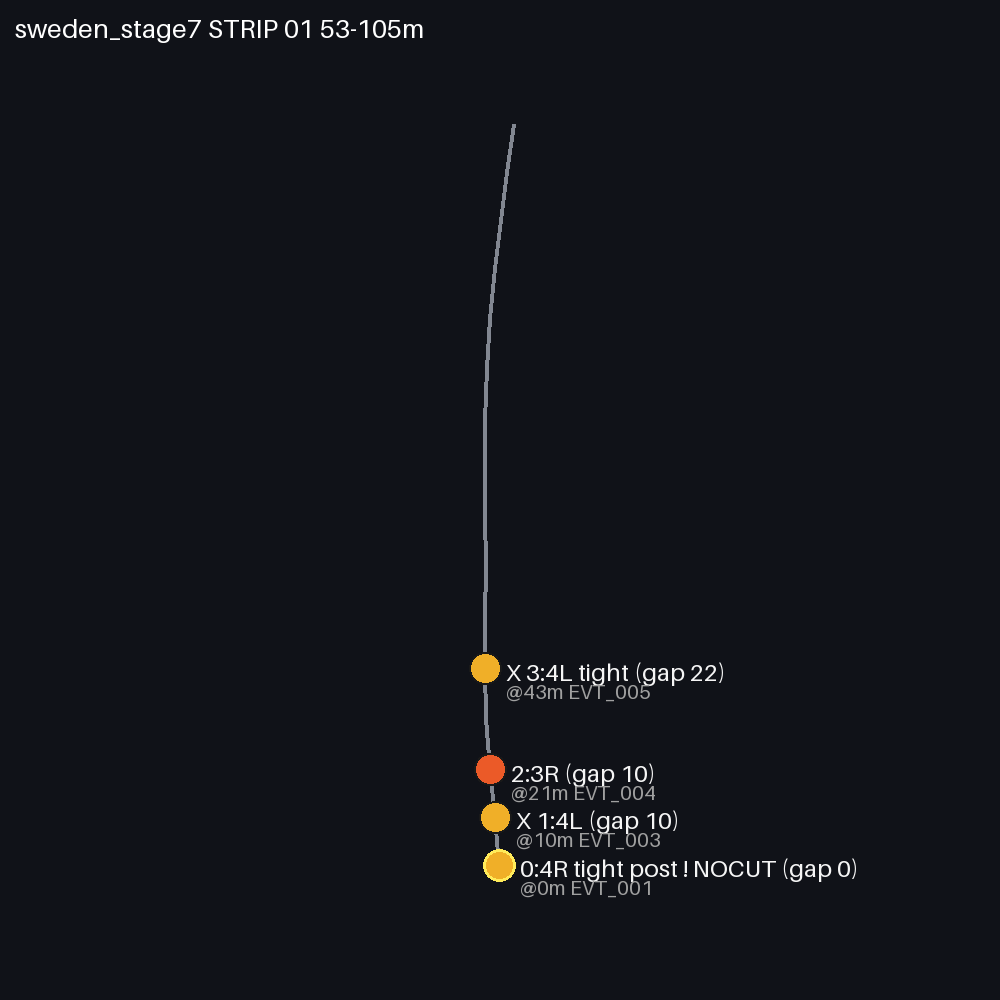 sweden_stage7 STRIP 01 53-105m
X 3:4L tight (gap 22)
@43m EVT_005
2:3R (gap 10)
@21m EVT_004
X 1:4L (gap 10)
@10m EVT_003
0:4R tight post ! NOCUT (gap 0)
@0m EVT_001